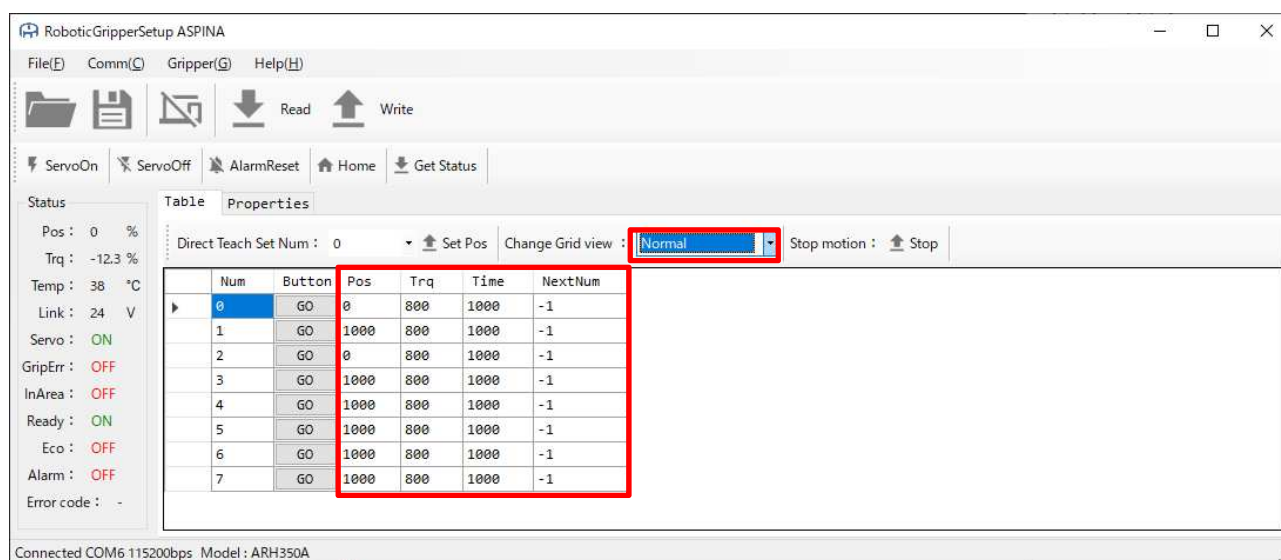 RoboticGripperSetup ASPINA
File(F) Comm(C) Gripper(G) Help(H)
Read Write
ServoOn ServoOff AlarmReset Home Get Status
Status
Pos : 0 %
Trq : -12.3 %
Temp : 38 °C
Link : 24 V
Servo : ON
GripErr : OFF
InArea : OFF
Ready : ON
Eco : OFF
Alarm : OFF
Error code : -
Table Properties
Direct Teach Set Num : 0 Set Pos Change Grid view : Normal Stop motion : Stop
Num Button Pos Trq Time NextNum
0 GO 0 800 1000 -1
1 GO 1000 800 1000 -1
2 GO 0 800 1000 -1
3 GO 1000 800 1000 -1
4 GO 1000 800 1000 -1
5 GO 1000 800 1000 -1
6 GO 1000 800 1000 -1
7 GO 1000 800 1000 -1
Connected COM6 115200bps Model : ARH350A